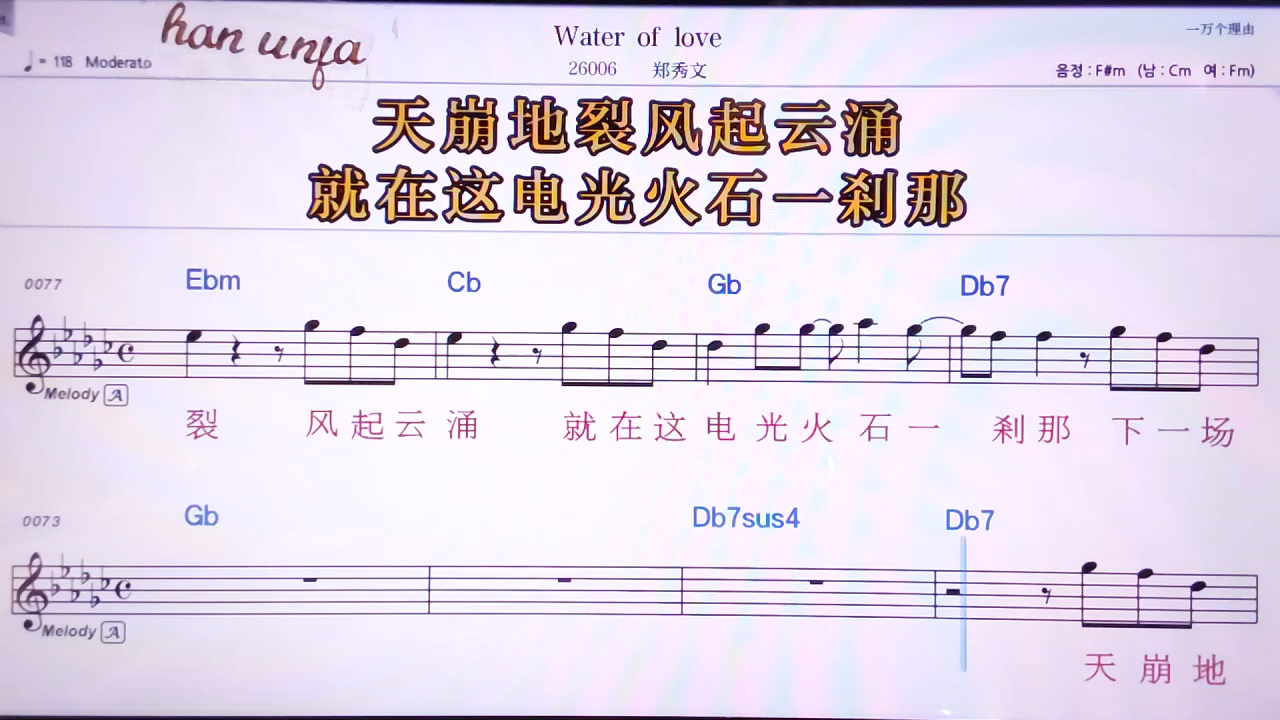 han unfa
Water of love
一万个理由
♩= 118 Moderato
26006 郑秀文
음정 : F#m (남 : Cm 여 : Fm)
天崩地裂风起云涌
就在这电光火石一刹那
0077 Ebm Cb Gb Db7
Melody A
裂 风起云 涌 就在这 电 光火 石一 刹那 下一场
0073 Gb Db7sus4 Db7
Melody A
天 崩 地